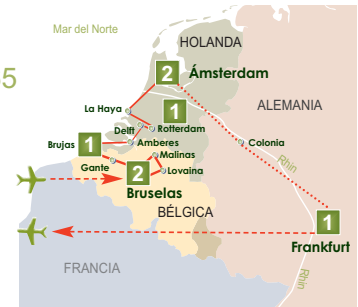 Mar del Norte
HOLANDA
5
2
Ámsterdam
ALEMANIA
La Haya
1
Delft
Rotterdam
Brujas
1
Amberes
Colonia
Malinas
Gante
2
Lovaina
Rhin
Bruselas
BÉLGICA
1
Frankfurt
FRANCIA
Rhin